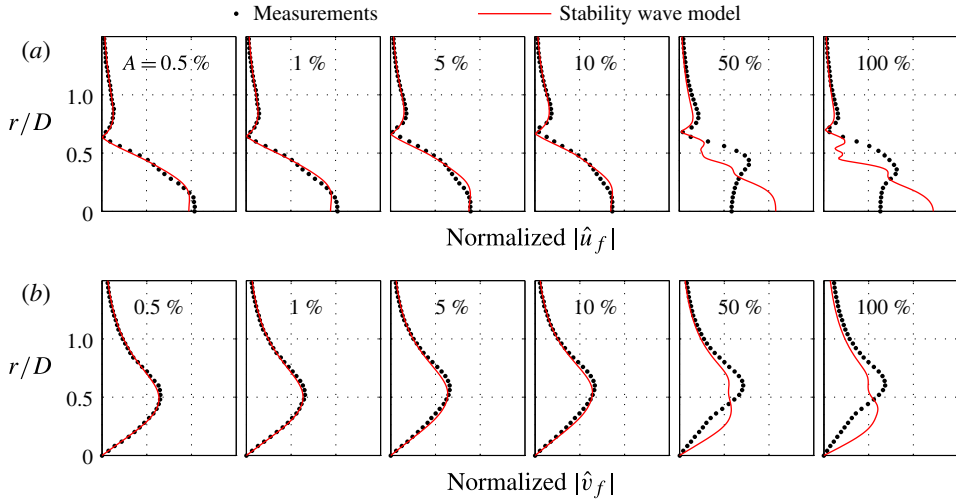 Measurements Stability wave model
(a)
A = 0.5 % 1 % 5 % 10 % 50 % 100 %
1.0
r/D
0.5
0
Normalized |û_f|
(b)
0.5 % 1 % 5 % 10 % 50 % 100 %
1.0
r/D
0.5
0
Normalized |v̂_f|